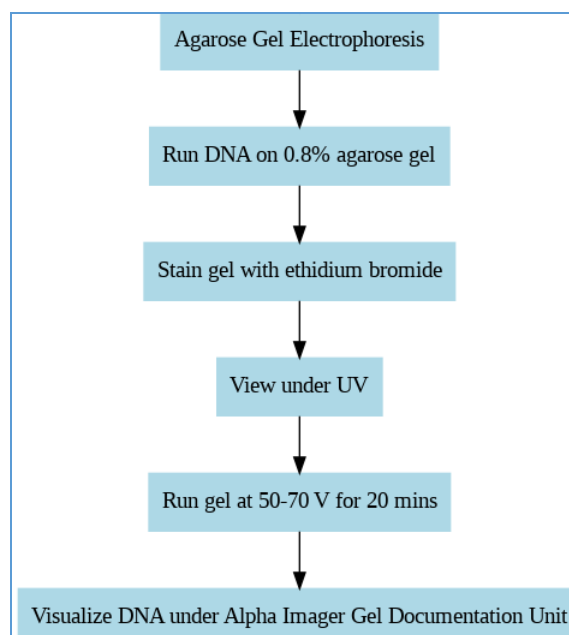 Agarose Gel Electrophoresis
Run DNA on 0.8% agarose gel
Stain gel with ethidium bromide
View under UV
Run gel at 50-70 V for 20 mins
Visualize DNA under Alpha Imager Gel Documentation Unit